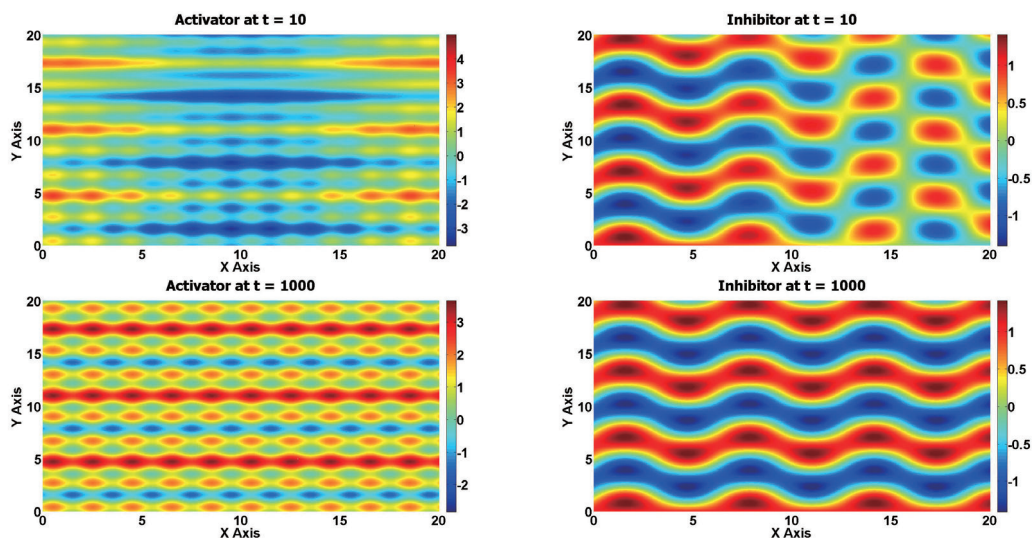 Activator at t = 10
20
15
10
5
0
Y Axis
0 5 10 15 20
X Axis
4
3
2
1
0
-1
-2
-3
Inhibitor at t = 10
20
15
10
5
0
Y Axis
0 5 10 15 20
X Axis
1
0.5
0
-0.5
-1
Activator at t = 1000
20
15
10
5
0
Y Axis
0 5 10 15 20
X Axis
3
2
1
0
-1
-2
Inhibitor at t = 1000
20
15
10
5
0
Y Axis
0 5 10 15 20
X Axis
1
0.5
0
-0.5
-1